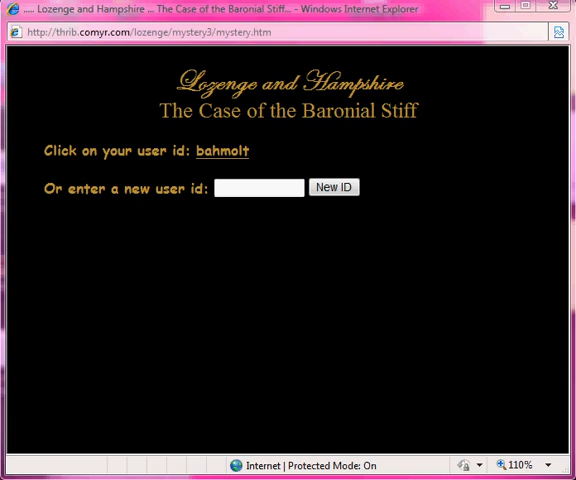 ..... Lozenge and Hampshire ... The Case of the Baronial Stiff... - Windows Internet Explorer
http://thrib.comyr.com/lozenge/mystery3/mystery.htm
Lozenge and Hampshire
The Case of the Baronial Stiff
Click on your user id: bahmolt
Or enter a new user id: New ID
Internet | Protected Mode: On
110%